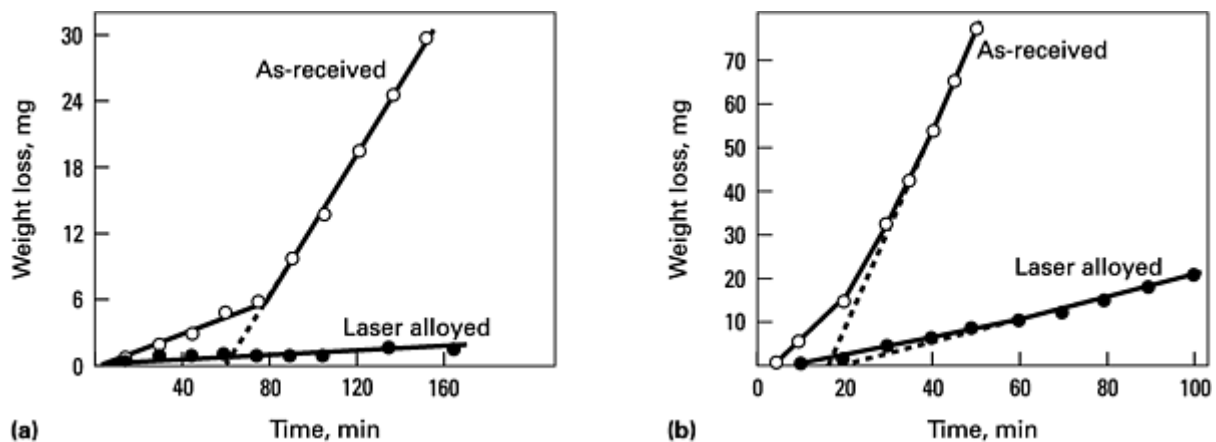 30
24
18
12
6
0
Weight loss, mg
As-received
Laser alloyed
40
80
120
160
(a)
Time, min
70
60
50
40
30
20
10
Weight loss, mg
As-received
Laser alloyed
0
20
40
60
80
100
(b)
Time, min